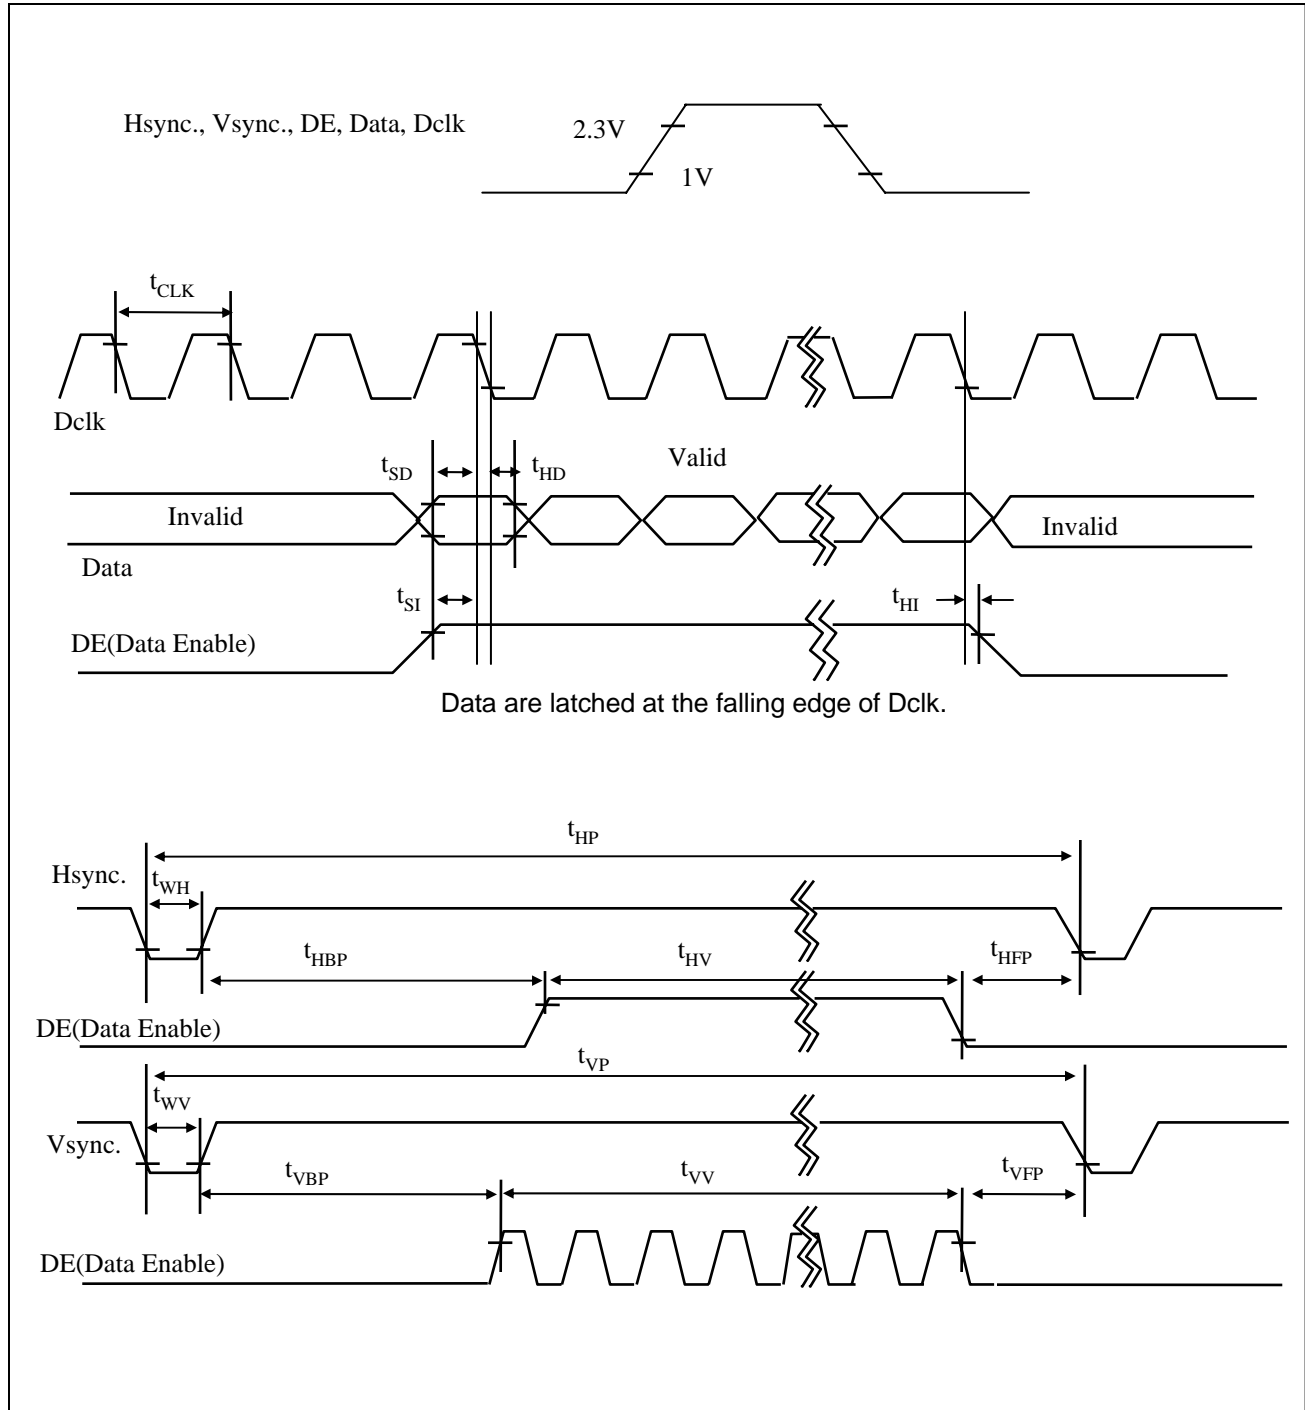 Hsync., Vsync., DE, Data, Dclk
2.3V
1V
tCLK
Dclk
tSD
tHD
Valid
Invalid
Invalid
Data
tSI
tHI
DE(Data Enable)
Data are latched at the falling edge of Dclk.
tHP
Hsync.
tWH
tHBP
tHV
tHFP
DE(Data Enable)
tVP
tWV
Vsync.
tVBP
tVV
tVFP
DE(Data Enable)